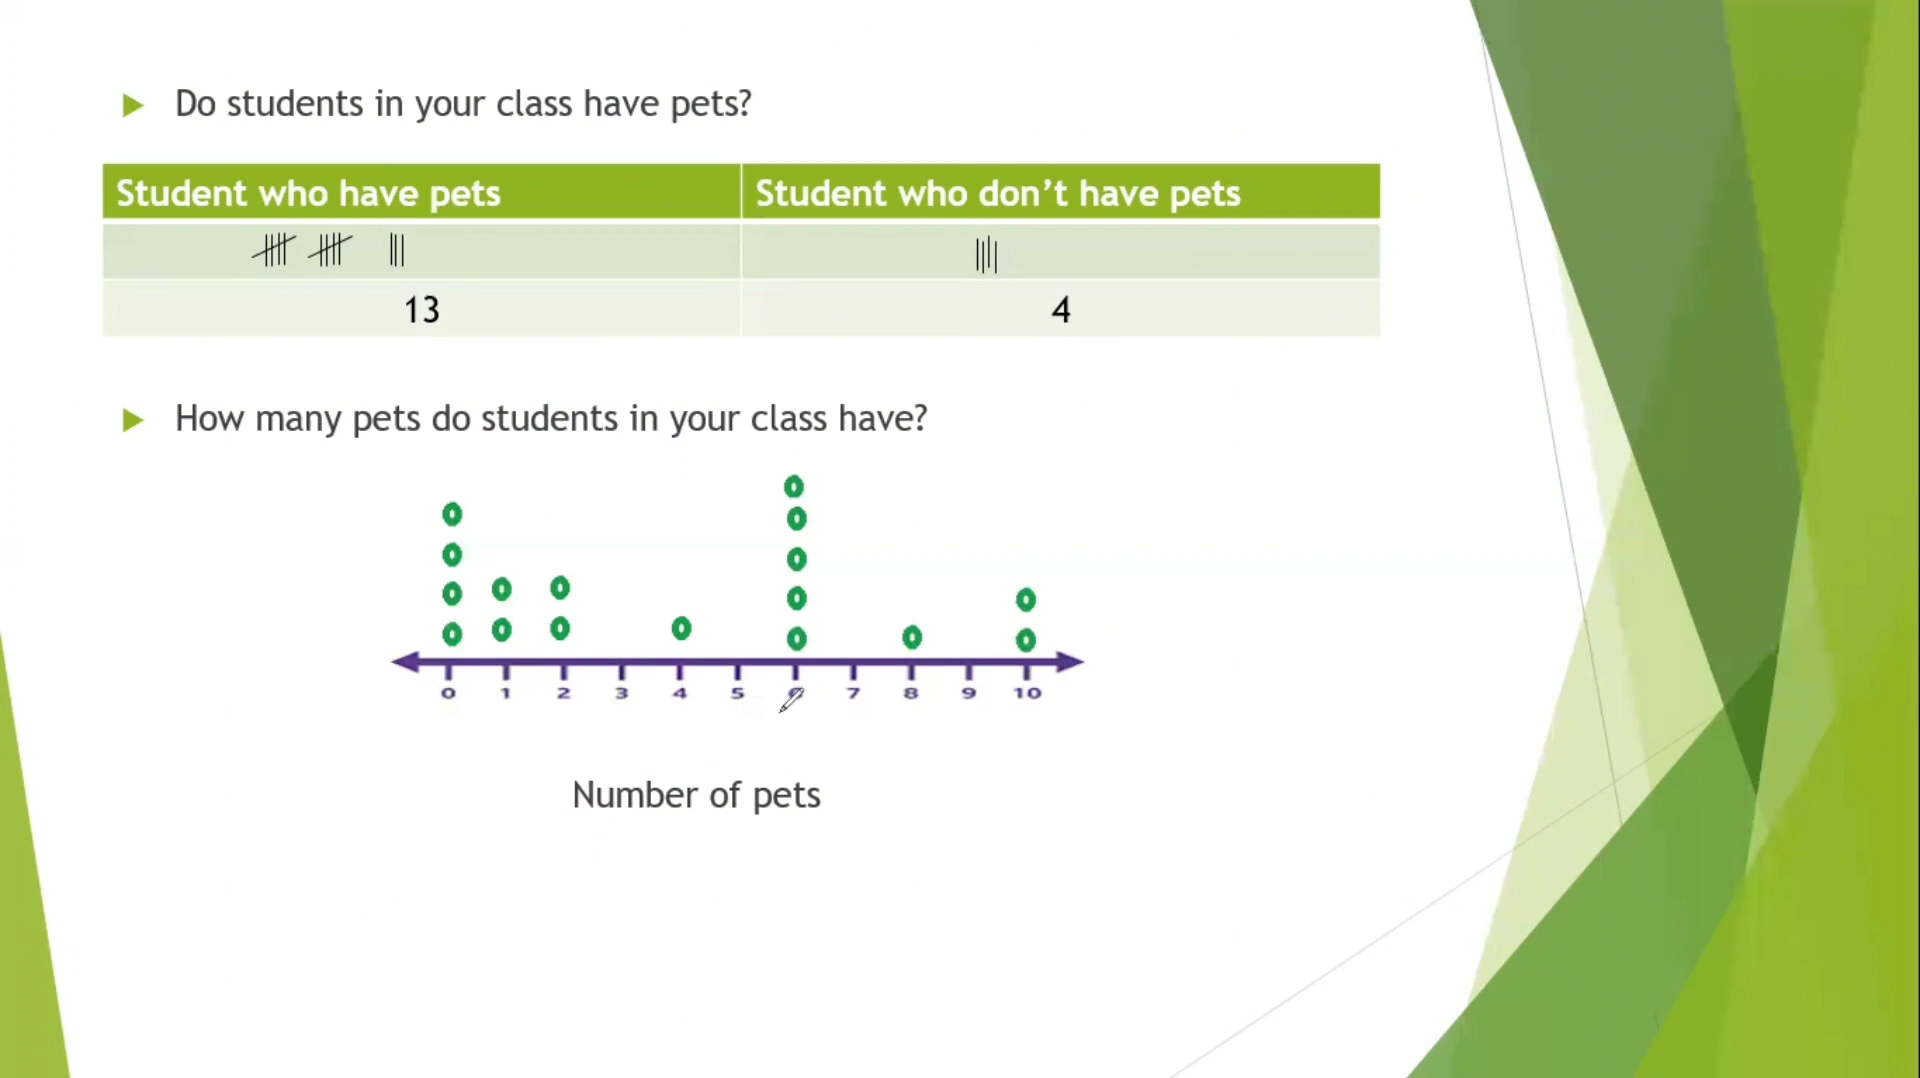 Do students in your class have pets?
Student who have pets Student who don’t have pets
13 4
How many pets do students in your class have?
0 1 2 3 4 5 6 7 8 9 10
Number of pets